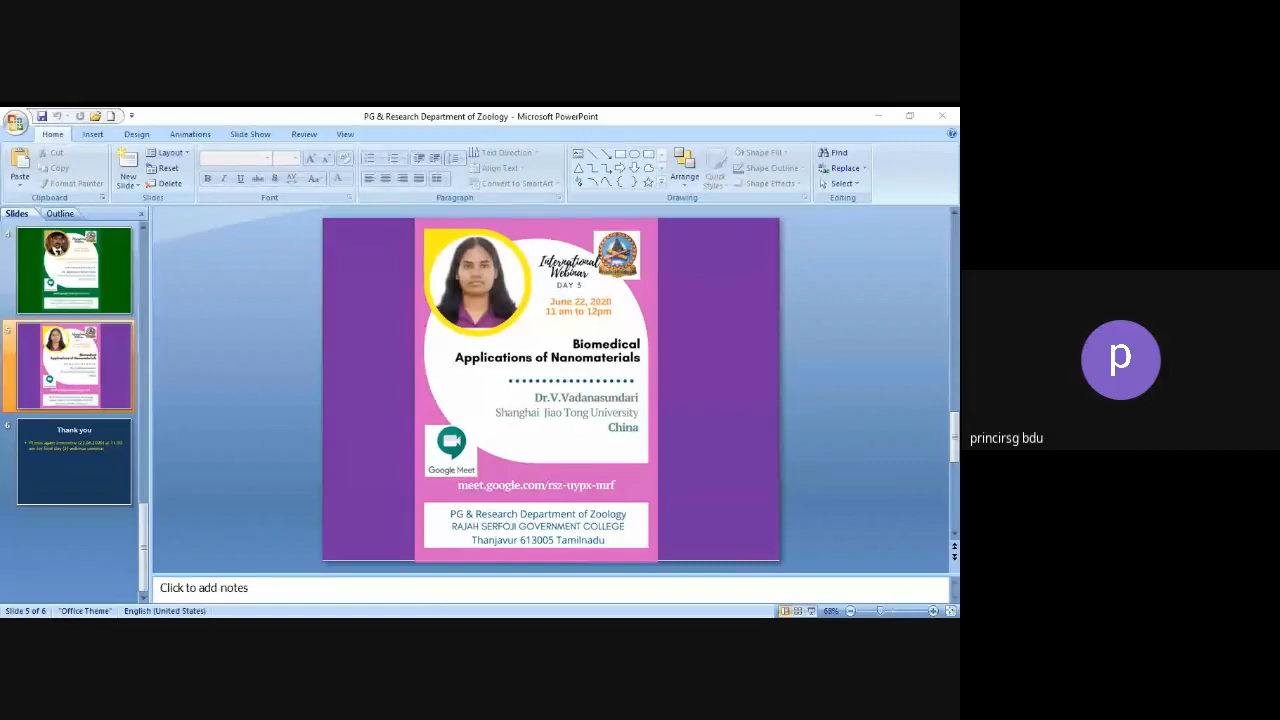 PG & Research Department of Zoology - Microsoft PowerPoint
Home Insert Design Animations Slide Show Review View
Paste
Cut
Copy
Format Painter
Clipboard
New
Slide
Layout
Reset
Delete
Slides
Font
Text Direction
Align Text
Convert to SmartArt
Paragraph
Arrange
Quick
Styles
Shape Fill
Shape Outline
Shape Effects
Drawing
Find
Replace
Select
Editing
Slides Outline
4
5
6
Thank you
International
Webinar
DAY 3
June 22, 2020
11 am to 12pm
Biomedical
Applications of Nanomaterials
Dr.V.Vadanasundari
Shanghai Jiao Tong University
China
Google Meet
meet.google.com/rsz-uypx-mrf
PG & Research Department of Zoology
RAJAH SERFOJI GOVERNMENT COLLEGE
Thanjavur 613005 Tamilnadu
Click to add notes
Slide 5 of 6 "Office Theme" English (United States) 68%
p
princirsg bdu